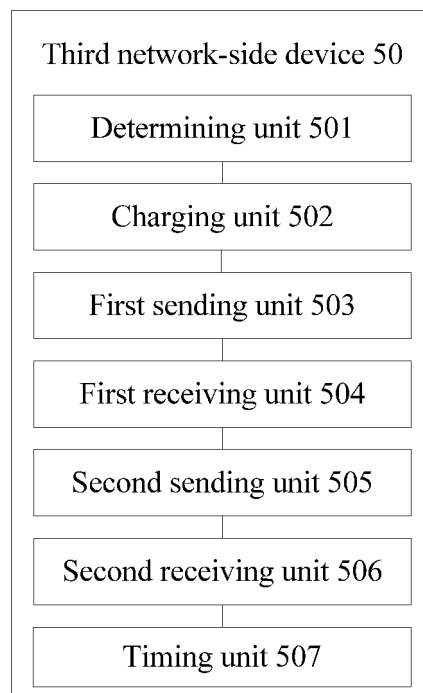 Third network-side device 50
Determining unit 501
Charging unit 502
First sending unit 503
First receiving unit 504
Second sending unit 505
Second receiving unit 506
Timing unit 507